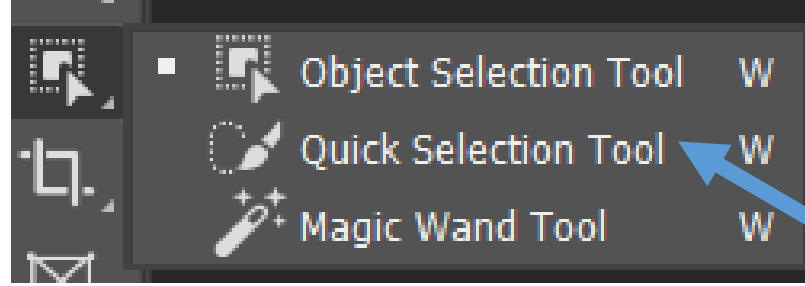 Object Selection Tool W
Quick Selection Tool W
Magic Wand Tool W